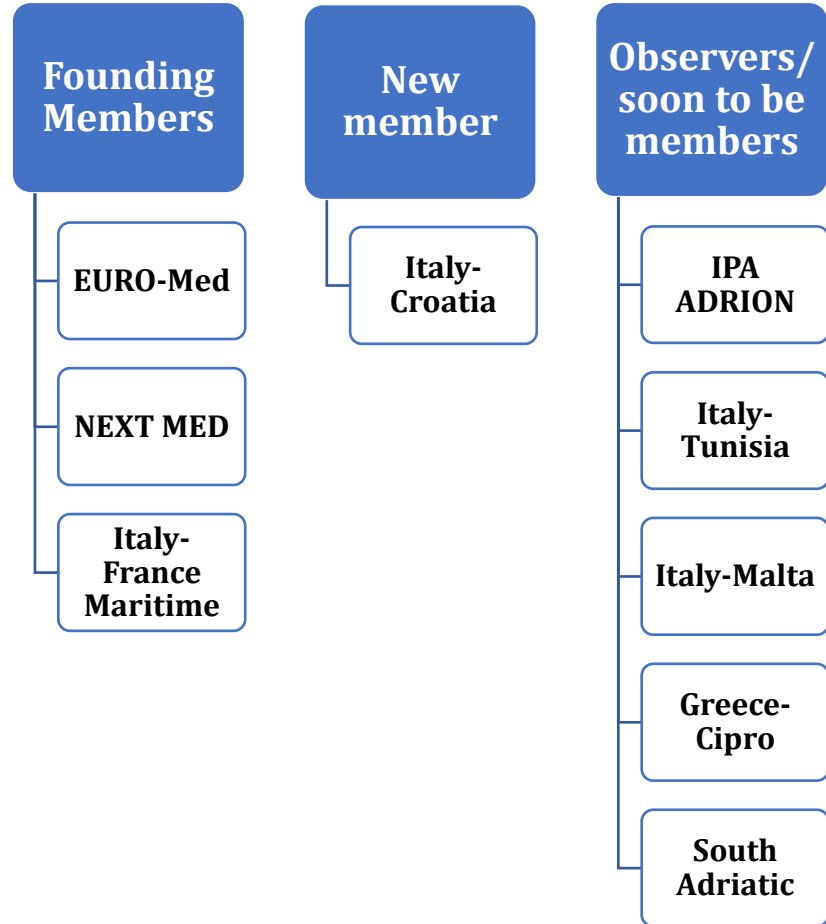 Founding
Members
EURO-Med
NEXT MED
Italy-
France
Maritime
New
member
Italy-
Croatia
Observers/
soon to be
members
IPA
ADRION
Italy-
Tunisia
Italy-Malta
Greece-
Cipro
South
Adriatic